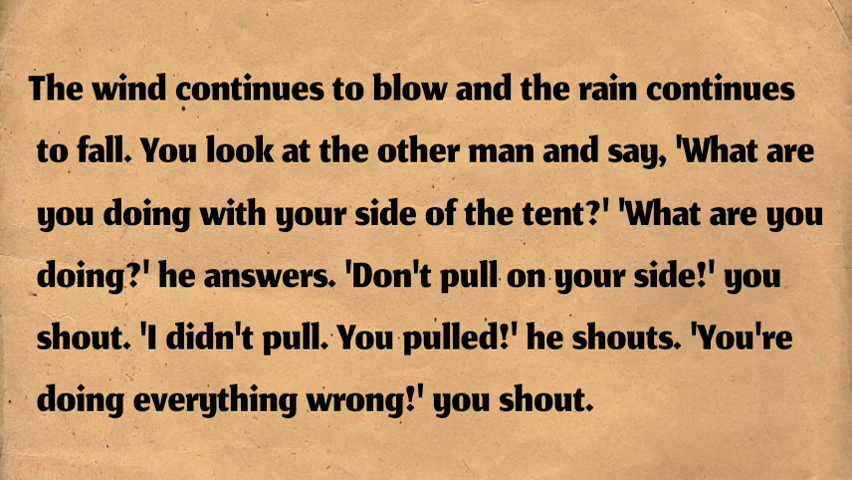 The wind continues to blow and the rain continues
to fall. You look at the other man and say, 'What are
you doing with your side of the tent?' 'What are you
doing?' he answers. 'Don't pull on your side!' you
shout. 'I didn't pull. You pulled!' he shouts. 'You're
doing everything wrong!' you shout.